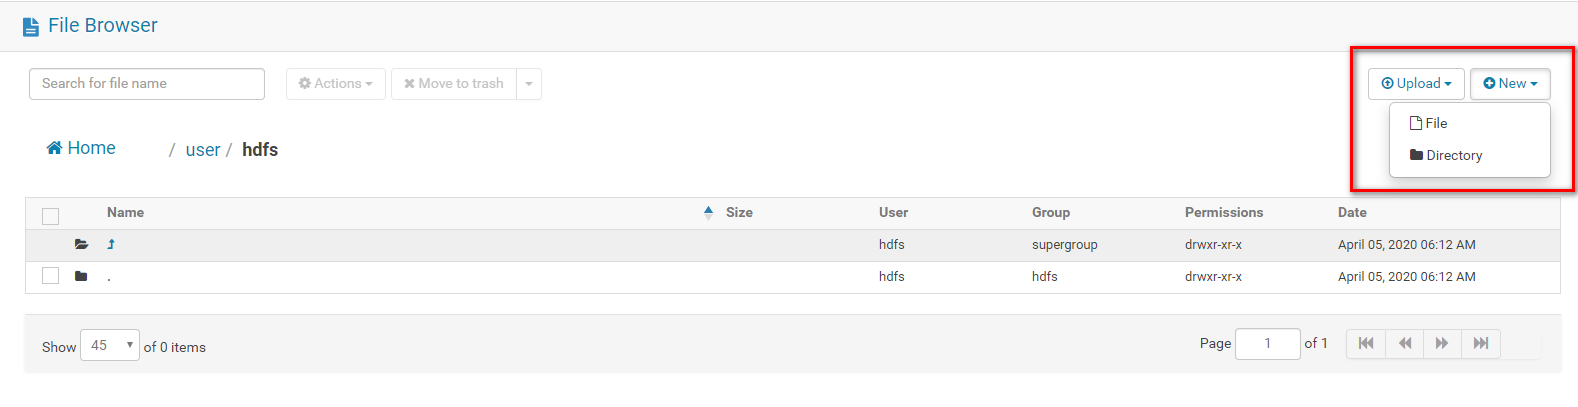 File Browser
Search for file name
Actions
Move to trash
Upload
New
File
Directory
Home / user / hdfs
Name Size User Group Permissions Date
hdfs supergroup drwxr-xr-x April 05, 2020 06:12 AM
. hdfs hdfs drwxr-xr-x April 05, 2020 06:12 AM
Show 45 of 0 items Page 1 of 1